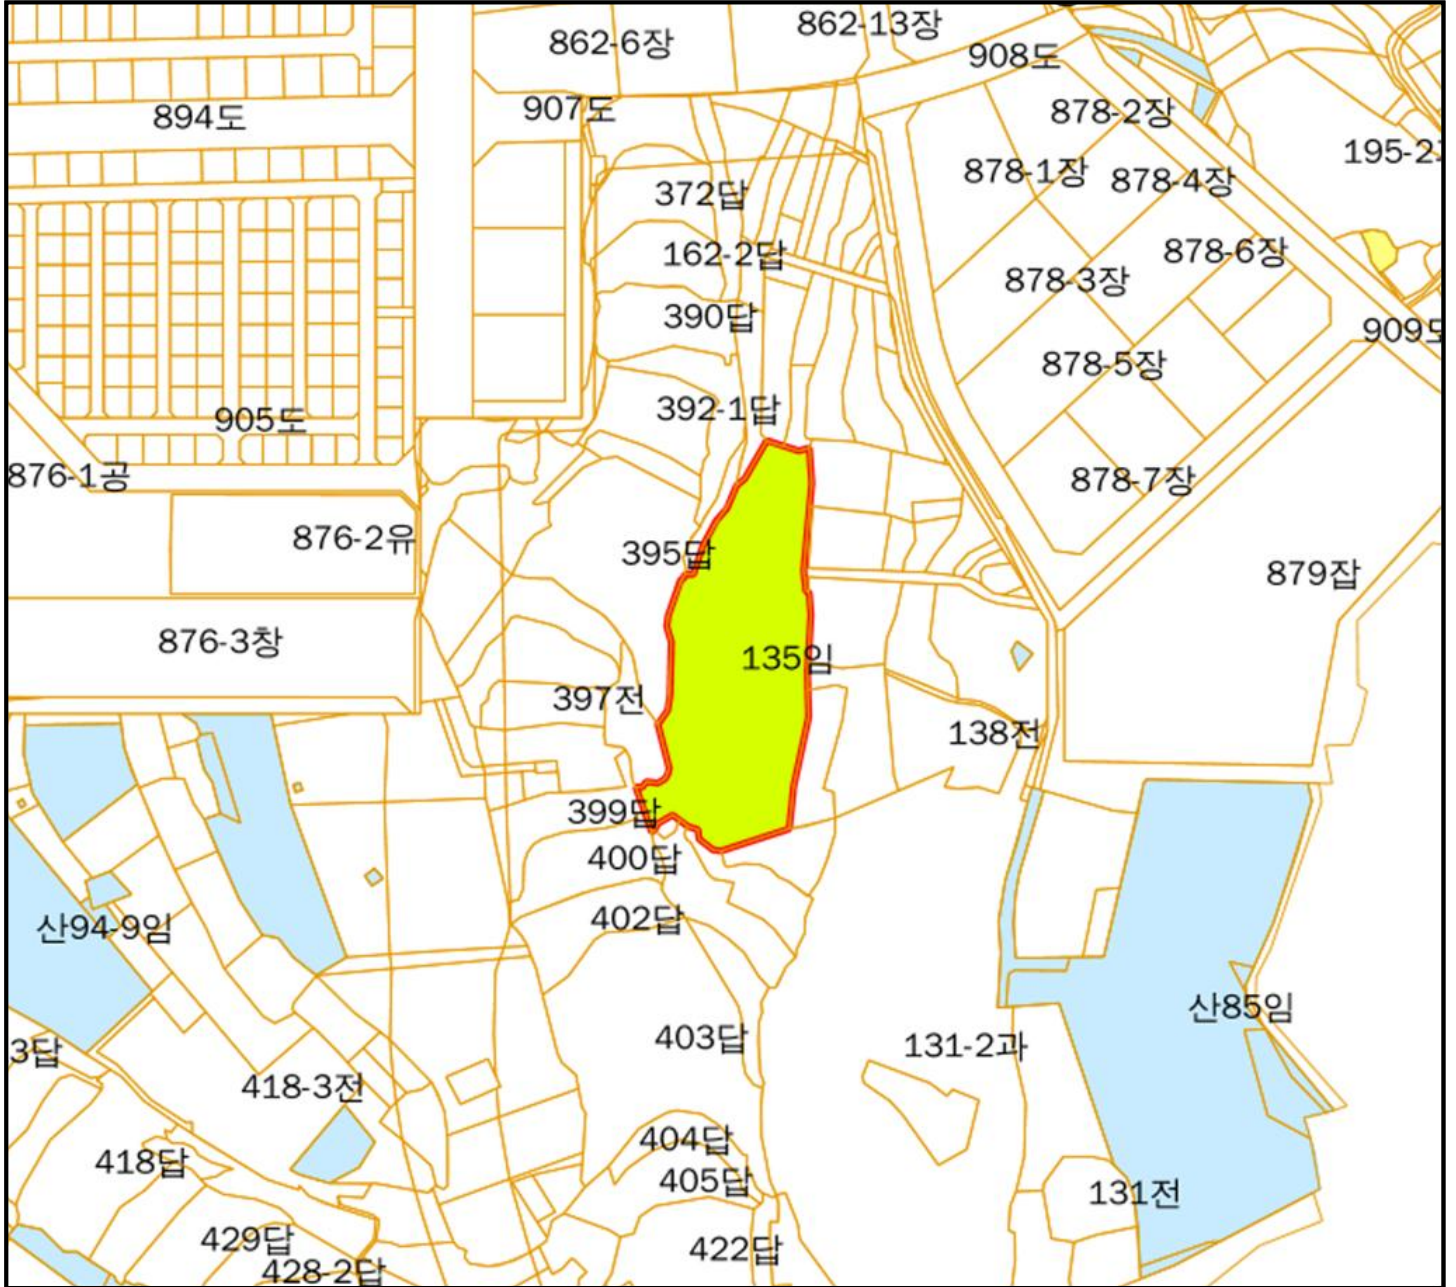 862-13장
862-6장
908도
907도
878-2장
894도
195-2
878-1장
878-4장
372답
878-6장
162-2답
878-3장
390답
909도
878-5장
392-1답
905도
876-1공
878-7장
876-2유
395답
879잡
876-3창
135임
397전
138전
399답
400답
402답
산94-9임
산85임
403답
131-2과
3답
418-3전
404답
418답
405답
131전
429답
422답
428-2답